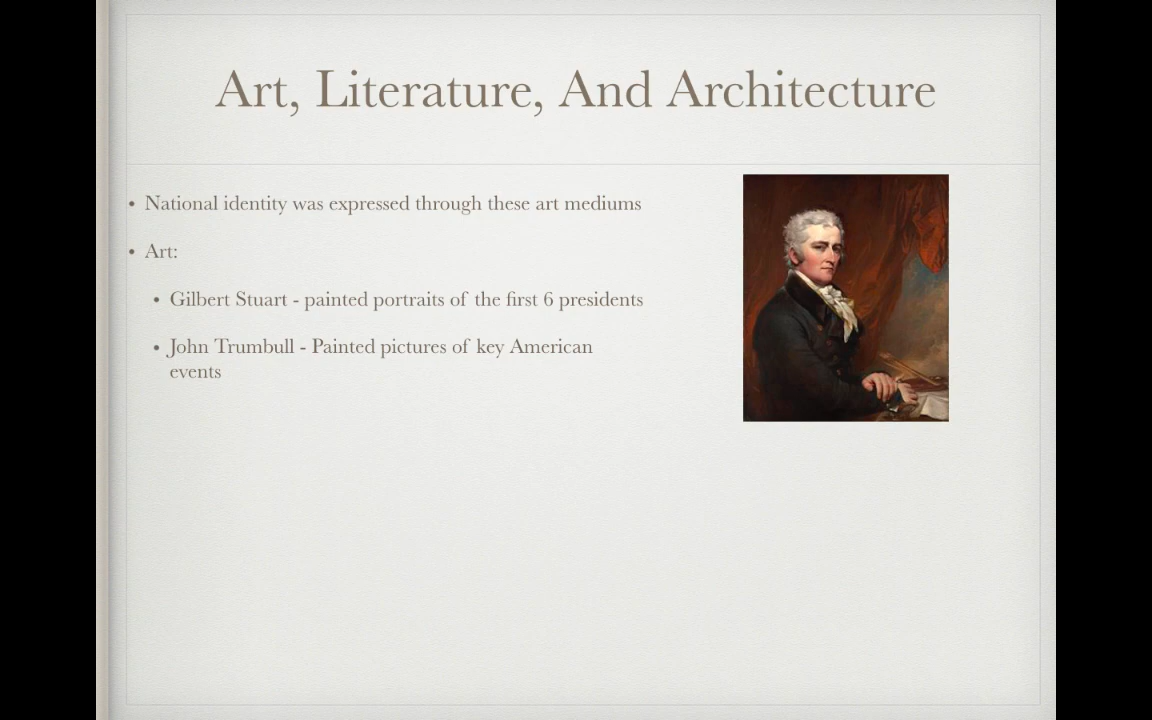 Art, Literature, And Architecture
• National identity was expressed through these art mediums
• Art:
• Gilbert Stuart - painted portraits of the first 6 presidents
• John Trumbull - Painted pictures of key American
events